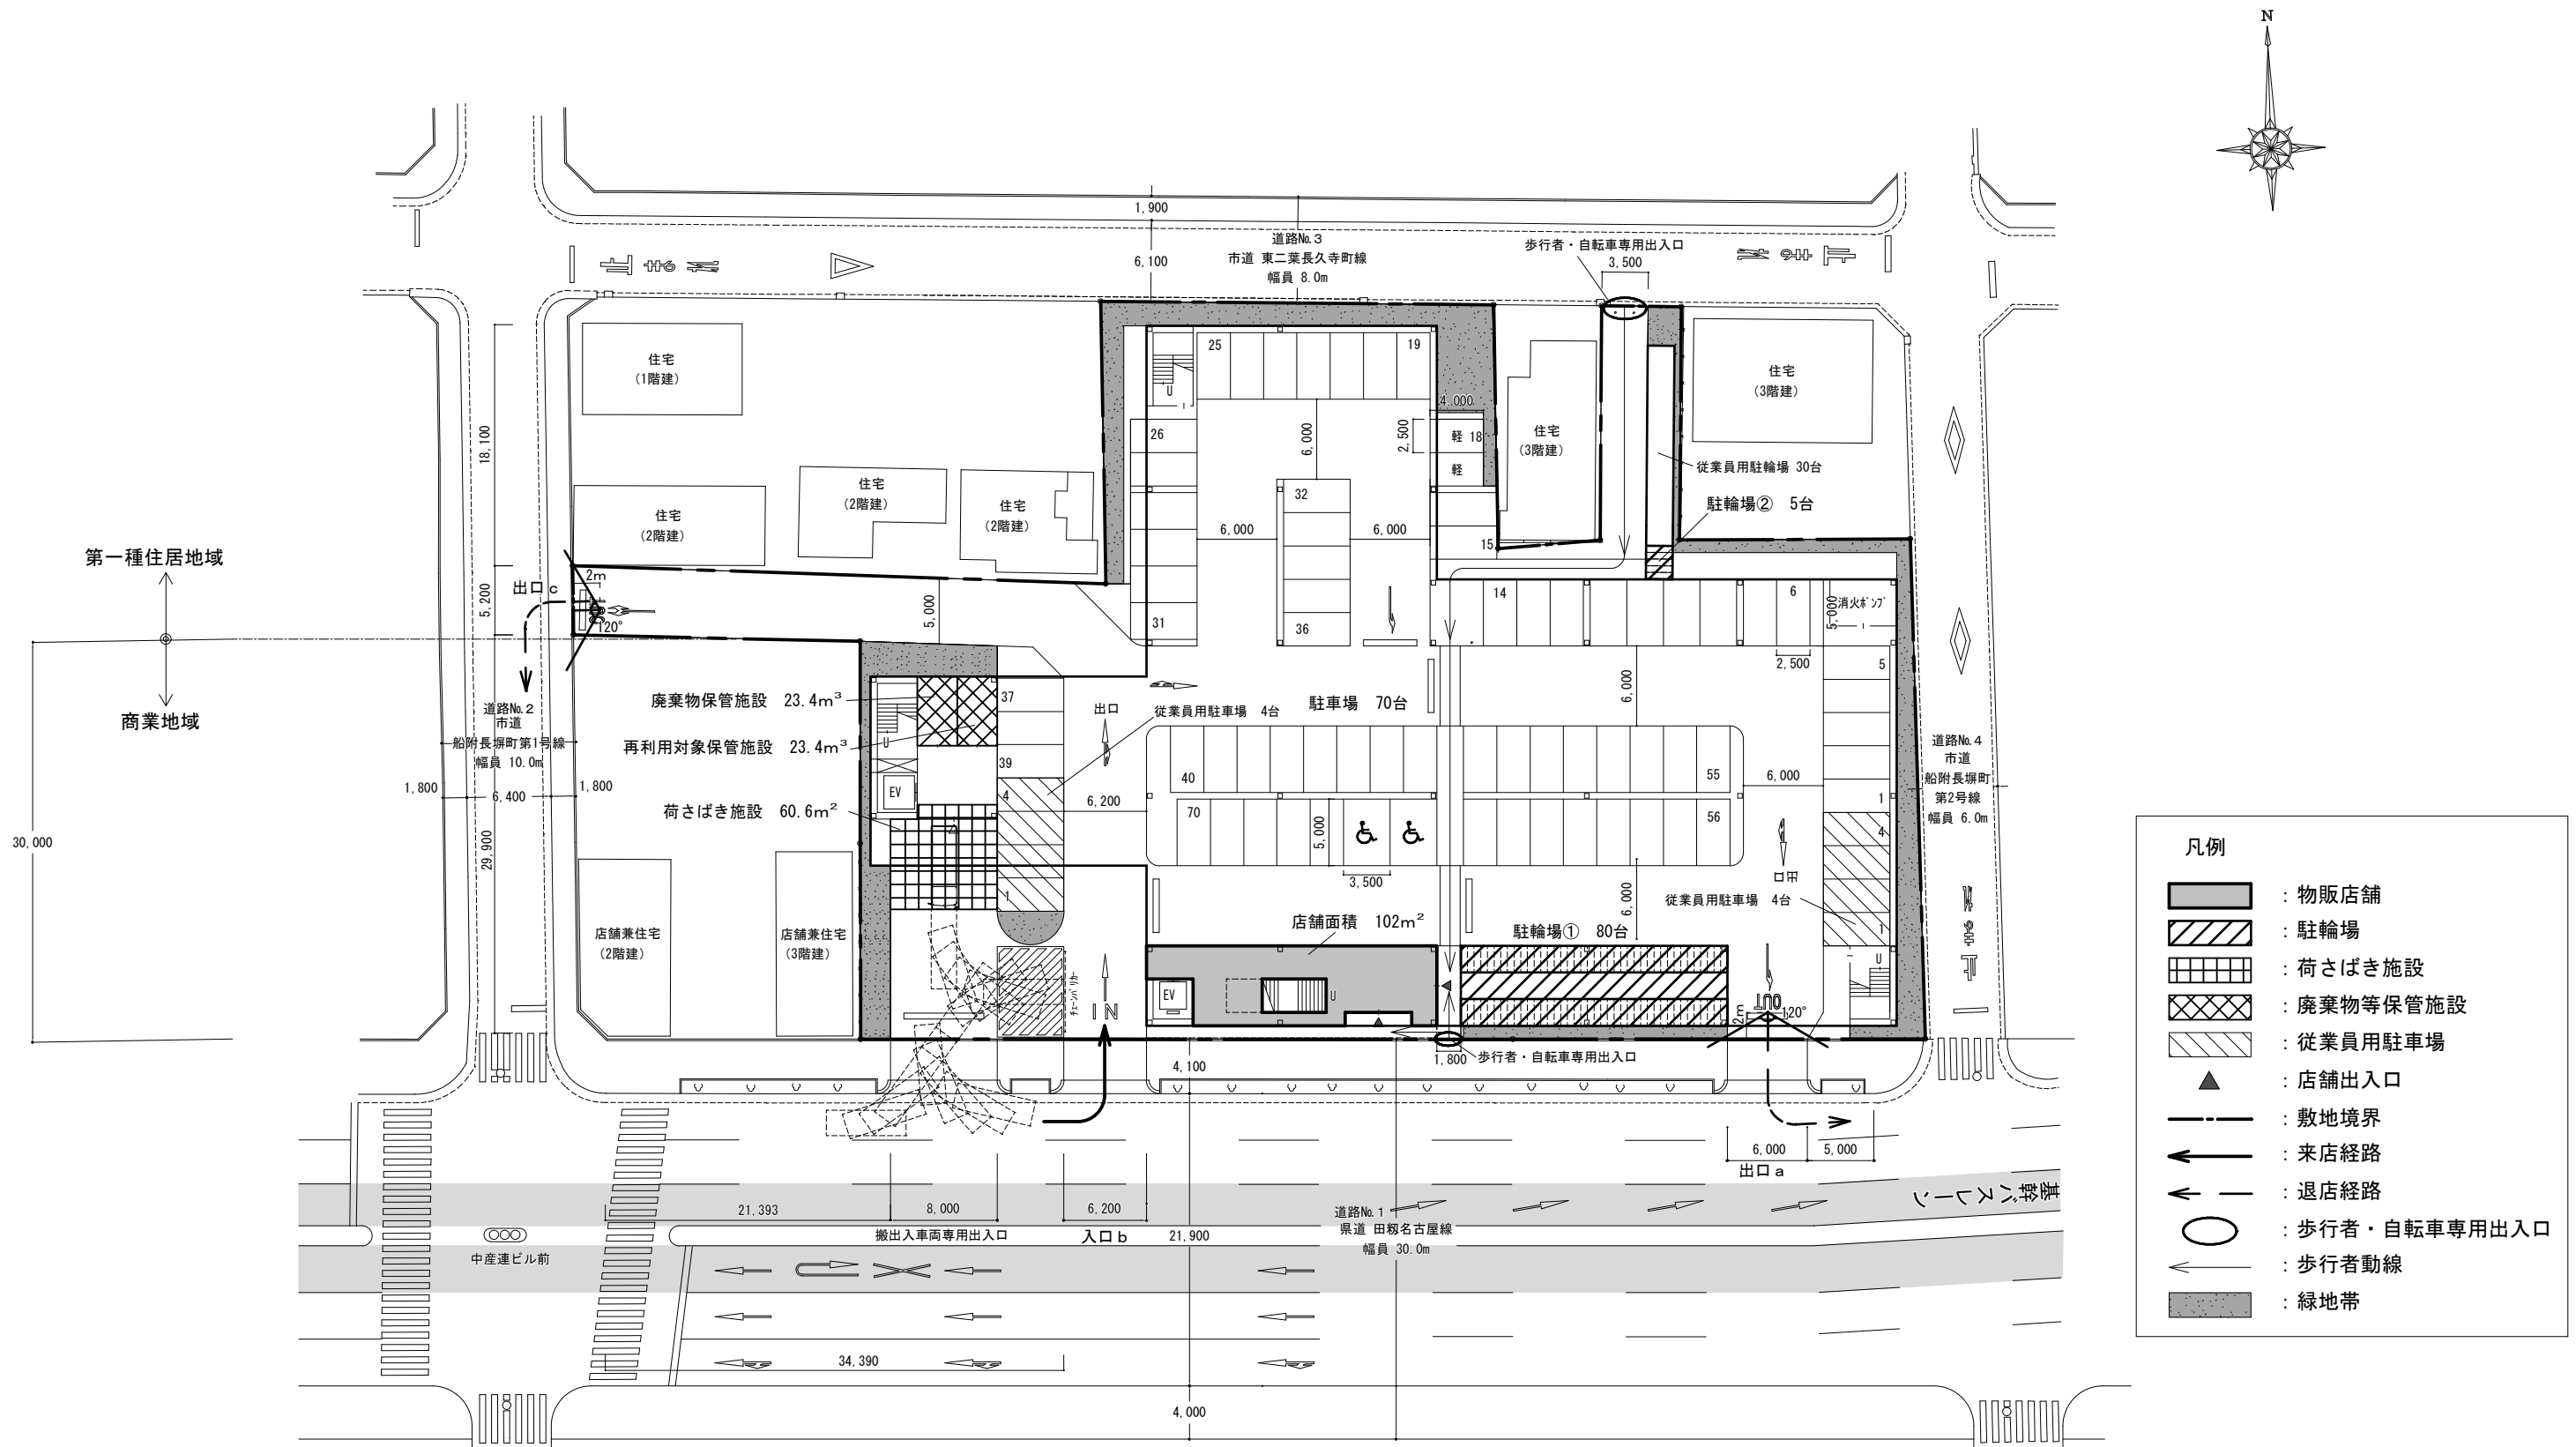 N
1,900
道路№3
市道 東二葉長久寺町線
幅員 8.0m
6,100
歩行者・自転車専用出入口
3,500
止まれ
止まれ
住宅
(1階建)
25
19
U
住宅
(3階建)
4,000
26
6,000
2,500
軽 18
軽
住宅
(3階建)
18,100
従業員用駐輪場 30台
住宅
(2階建)
住宅
(2階建)
住宅
(2階建)
32
駐輪場② 5台
6,000
6,000
15
第一種住居地域
出口c
2m
5,200
120°
5,000
31
36
14
6
5,000
消火ポンプ
2,500
5
商業地域
道路№2
市道
船附長塀町第1号線
幅員 10.0m
廃棄物保管施設 23.4m³
再利用対象保管施設 23.4m³
U
37
39
出口
従業員用駐車場 4台
駐車場 70台
6,000
40
55
6,000
道路№4
市道
船附長塀町
第2号線
幅員 6.0m
1,800
6,400
1,800
EV
荷さばき施設 60.6m²
4
6,200
70
5,000
56
1
4
30,000
29,900
3,500
6,000
出口
従業員用駐車場 4台
1
1
店舗面積 102m²
駐輪場① 80台
店舗兼住宅
(2階建)
店舗兼住宅
(3階建)
チェーンバリカー
IN
EV
U
OUT
2m
120°
U
止まれ
1,800
歩行者・自転車専用出入口
4,100
6,000
5,000
出口a
基幹バスレーン
21,393
8,000
6,200
道路№1
県道 田籾名古屋線
幅員 30.0m
搬出入車両専用出入口
入口b
21,900
中産連ビル前
34,390
4,000
凡例
:物販店舗
:駐輪場
:荷さばき施設
:廃棄物等保管施設
:従業員用駐車場
:店舗出入口
:敷地境界
:来店経路
:退店経路
:歩行者・自転車専用出入口
:歩行者動線
:緑地帯